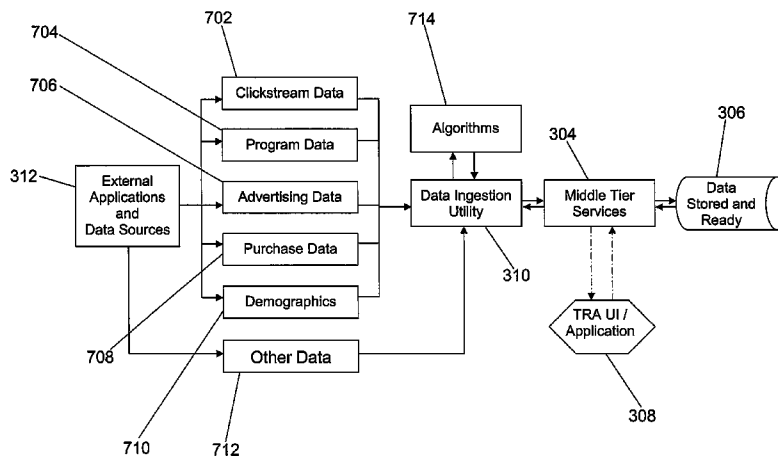 702
714
704
706
Clickstream Data
306
Algorithms
304
Program Data
312
External
Applications
and
Data Sources
Advertising Data
Data Ingestion
Utility
Middle Tier
Services
Data
Stored and
Ready
Purchase Data
310
Demographics
TRA UI /
Application
708
Other Data
308
710
712